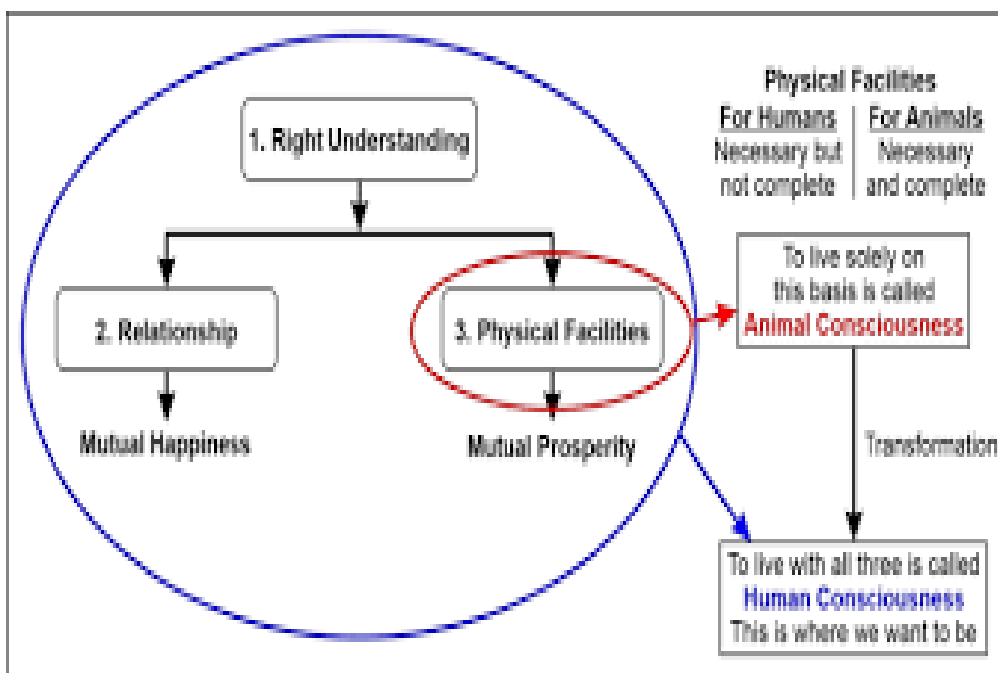 1. Right Understanding
2. Relationship
3. Physical Facilities
Mutual Happiness
Mutual Prosperity
Physical Facilities
For Humans
Necessary but
not complete
For Animals
Necessary
and complete
To live solely on
this basis is called
Animal Consciousness
Transformation
To live with all three is called
Human Consciousness
This is where we want to be